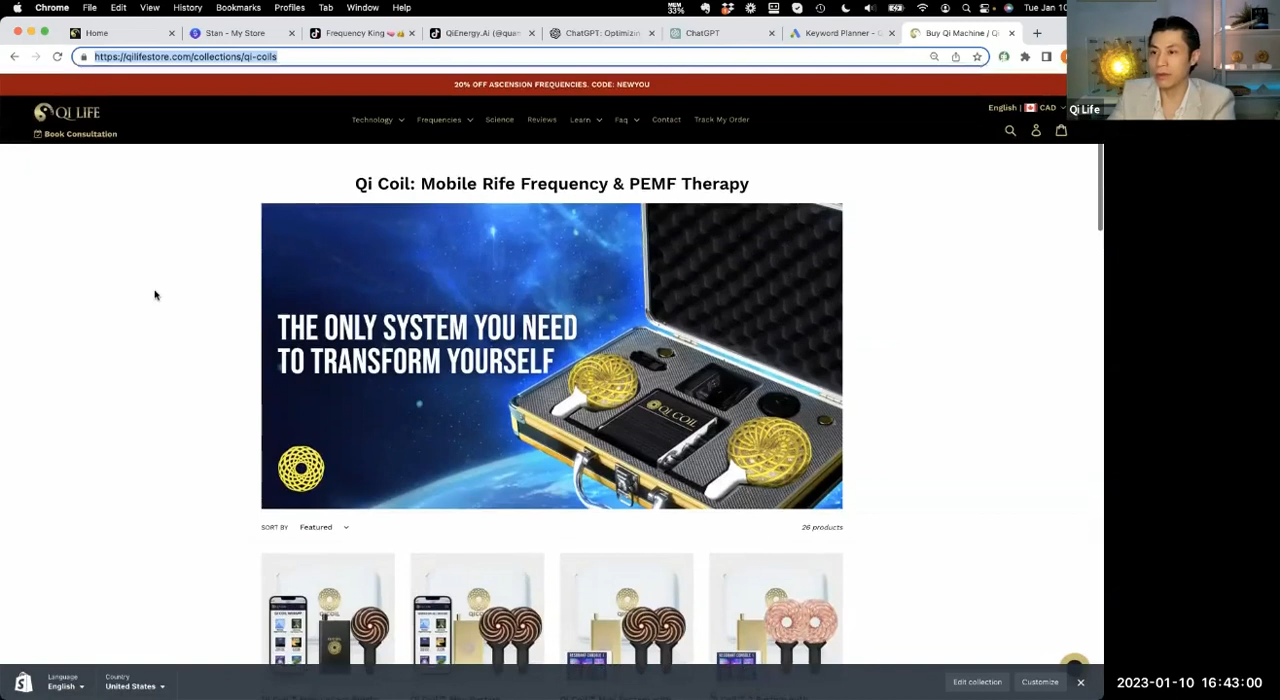 Chrome File Edit View History Bookmarks Profiles Tab Window Help
MEM
33%
Tue Jan 10
Home
Stan - My Store
Frequency King
QiEnergy.Ai (@quan
ChatGPT: Optimizin
ChatGPT
Keyword Planner - G
Buy Qi Machine / Qi
https://qilifestore.com/collections/qi-coils
Qi Life
20% OFF ASCENSION FREQUENCIES. CODE: NEWYOU
QI LIFE
Book Consultation
Technology Frequencies Science Reviews Learn Faq Contact Track My Order
English | CAD
Qi Coil: Mobile Rife Frequency & PEMF Therapy
THE ONLY SYSTEM YOU NEED
TO TRANSFORM YOURSELF
QI COIL
SORT BY Featured
26 products
Language
English
Country
United States
Edit collection
Customize
2023-01-10 16:43:00